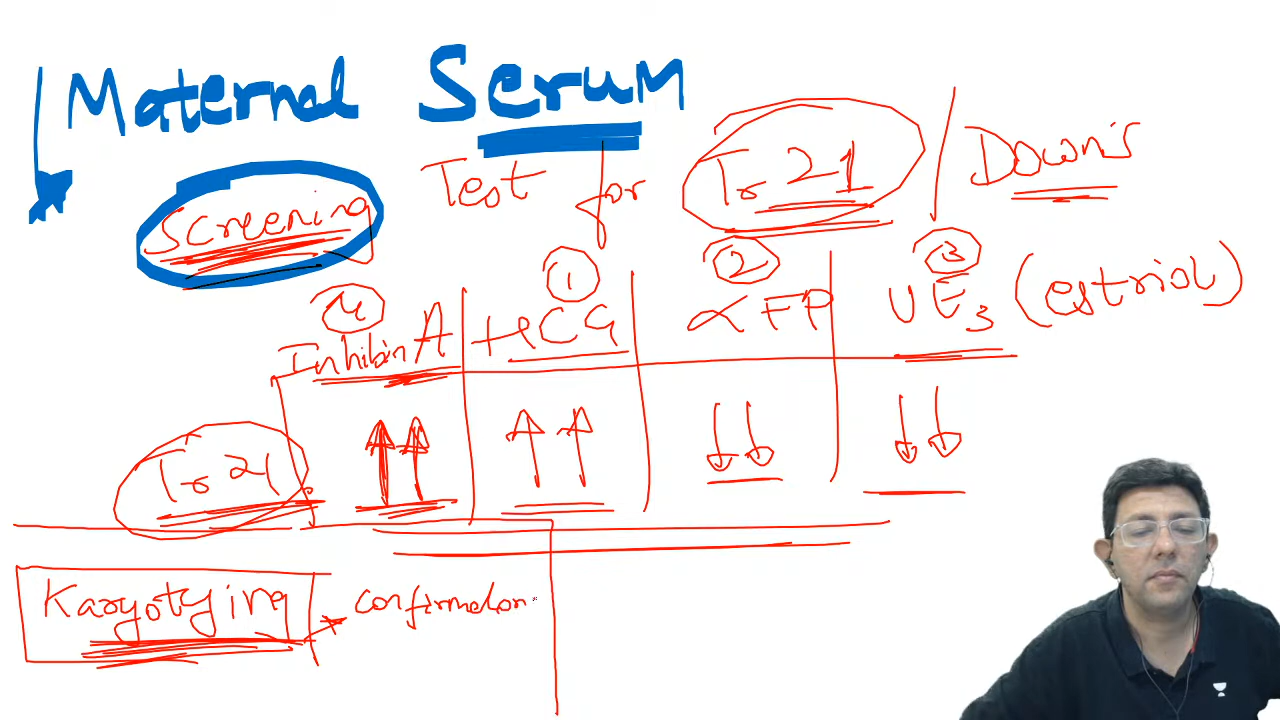 Maternal Serum
Screening Test for Tr 21 / Down's
4 1 2 3
Inhibin A HCG αFP UE3 (estriol)
Tr 21 ↑↑ ↑↑ ↓↓ ↓↓
Karyotying → confirmation